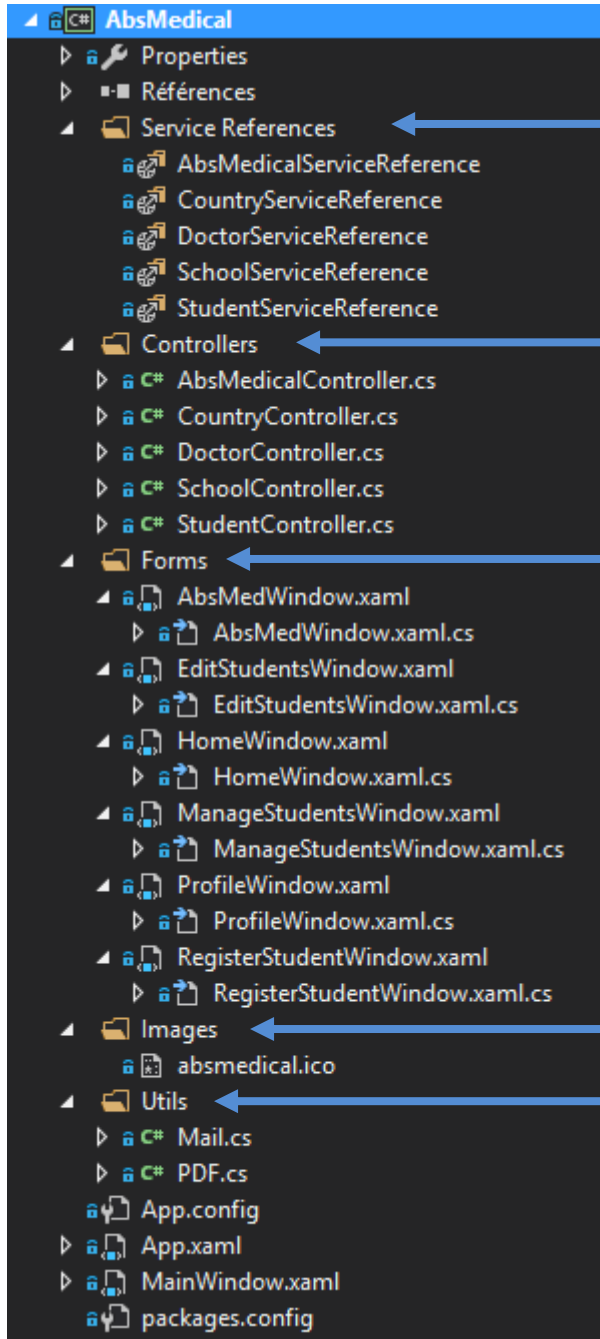 AbsMedical
Properties
Références
Service References
AbsMedicalServiceReference
CountryServiceReference
DoctorServiceReference
SchoolServiceReference
StudentServiceReference
Controllers
C# AbsMedicalController.cs
C# CountryController.cs
C# DoctorController.cs
C# SchoolController.cs
C# StudentController.cs
Forms
AbsMedWindow.xaml
AbsMedWindow.xaml.cs
EditStudentsWindow.xaml
EditStudentsWindow.xaml.cs
HomeWindow.xaml
HomeWindow.xaml.cs
ManageStudentsWindow.xaml
ManageStudentsWindow.xaml.cs
ProfileWindow.xaml
ProfileWindow.xaml.cs
RegisterStudentWindow.xaml
RegisterStudentWindow.xaml.cs
Images
absmedical.ico
Utils
C# Mail.cs
C# PDF.cs
App.config
App.xaml
MainWindow.xaml
packages.config